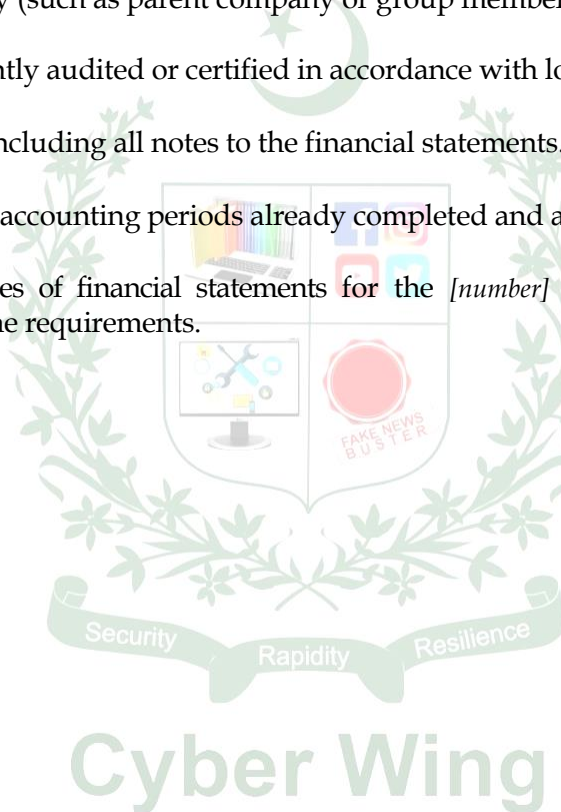 y (such as parent company or group member
ntly audited or certified in accordance with lo
ncluding all notes to the financial statements.
accounting periods already completed and a
es of financial statements for the [number]
ne requirements.
FAKE NEWS
BUSTER
Security
Rapidity
Resilience
Cyber Wing